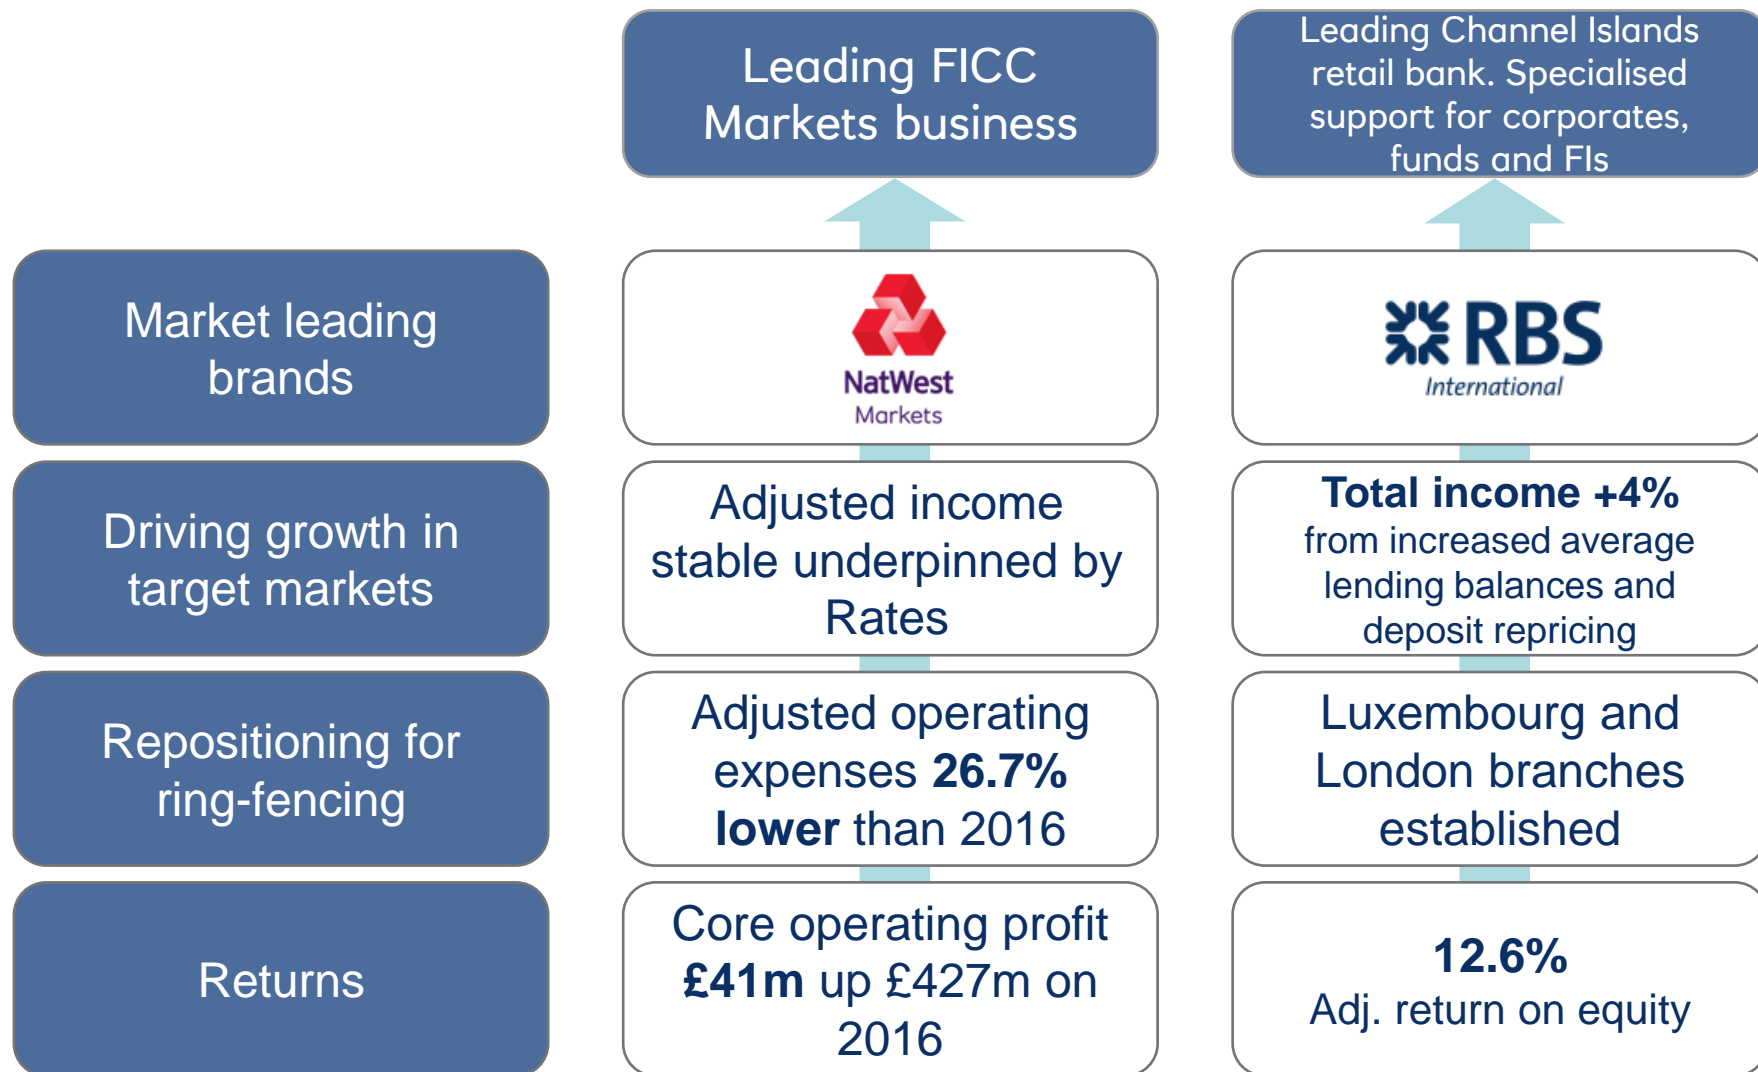 Leading FICC
Markets business
Leading Channel Islands
retail bank. Specialised
support for corporates,
funds and FIs
Market leading
brands
NatWest
Markets
RBS
International
Driving growth in
target markets
Adjusted income
stable underpinned by
Rates
Total income +4%
from increased average
lending balances and
deposit repricing
Repositioning for
ring-fencing
Adjusted operating
expenses 26.7%
lower than 2016
Luxembourg and
London branches
established
Returns
Core operating profit
£41m up £427m on
2016
12.6%
Adj. return on equity